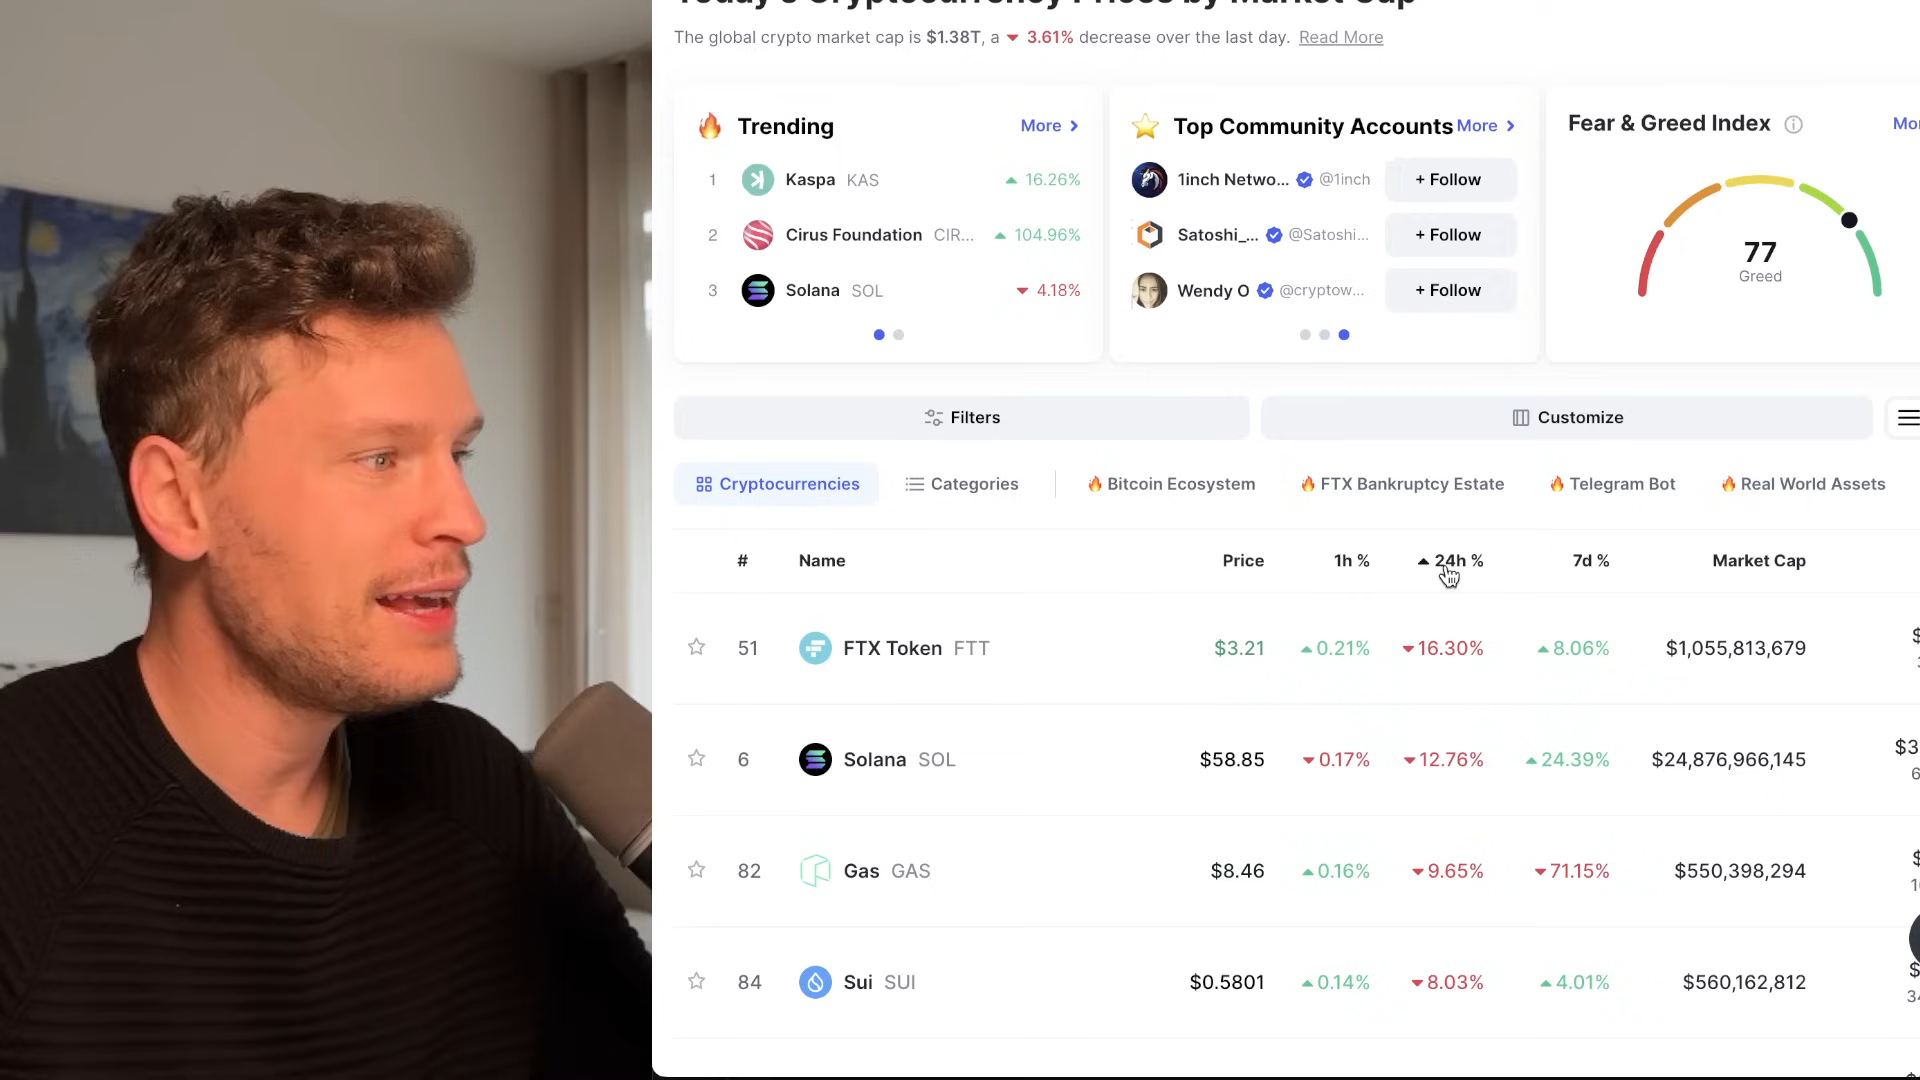 Today's Cryptocurrency Prices by Market Cap
The global crypto market cap is $1.38T, a 3.61% decrease over the last day. Read More
Trending
More
1 Kaspa KAS 16.26%
2 Cirus Foundation CIR... 104.96%
3 Solana SOL 4.18%
Top Community Accounts
More
1inch Netwo... @1inch + Follow
Satoshi_... @Satoshi... + Follow
Wendy O @cryptow... + Follow
Fear & Greed Index
Mor
77
Greed
Filters
Customize
Cryptocurrencies Categories Bitcoin Ecosystem FTX Bankruptcy Estate Telegram Bot Real World Assets
# Name Price 1h % 24h % 7d % Market Cap
51 FTX Token FTT $3.21 0.21% 16.30% 8.06% $1,055,813,679
6 Solana SOL $58.85 0.17% 12.76% 24.39% $24,876,966,145
82 Gas GAS $8.46 0.16% 9.65% 71.15% $550,398,294
84 Sui SUI $0.5801 0.14% 8.03% 4.01% $560,162,812